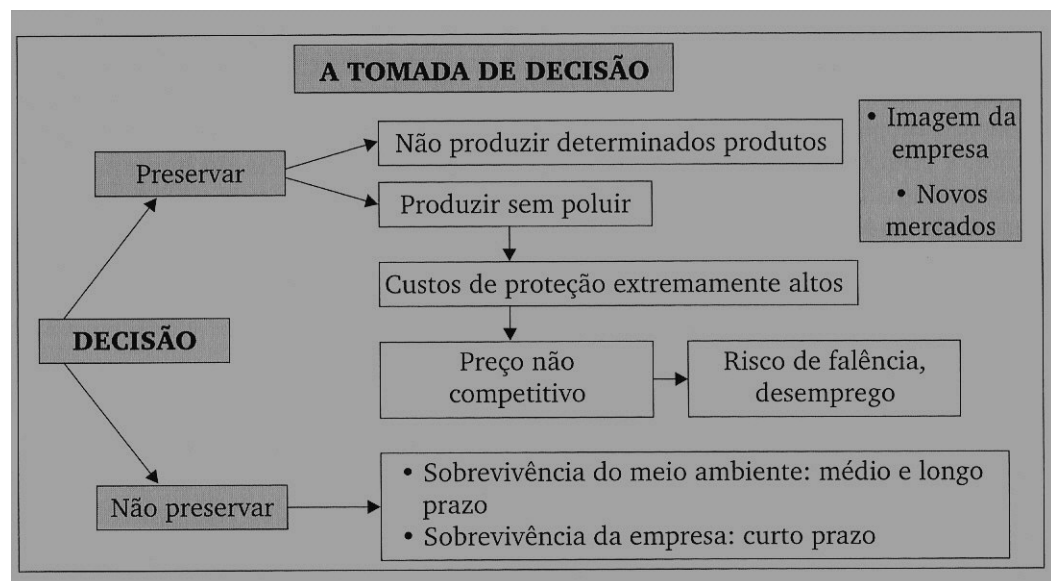 A TOMADA DE DECISÃO
Não produzir determinados produtos
• Imagem da
empresa
• Novos
mercados
Preservar
Produzir sem poluir
Custos de proteção extremamente altos
DECISÃO
Preço não
competitivo
Risco de falência,
desemprego
Não preservar
• Sobrevivência do meio ambiente: médio e longo
prazo
• Sobrevivência da empresa: curto prazo